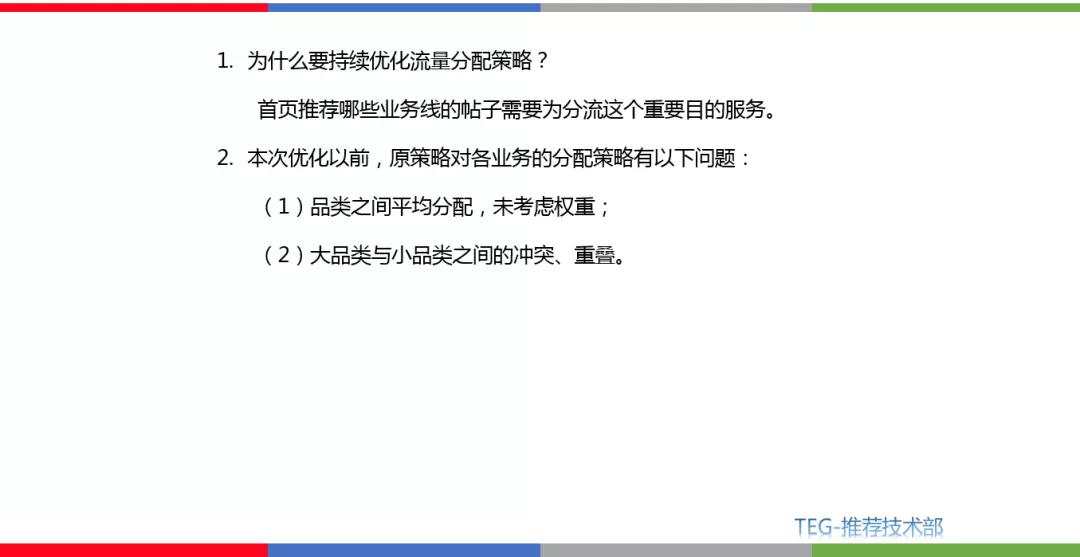 1. 为什么要持续优化流量分配策略？
首页推荐哪些业务线的帖子需要为分流这个重要目的服务。
2. 本次优化以前，原策略对各业务的分配策略有以下问题：
（1）品类之间平均分配，未考虑权重；
（2）大品类与小品类之间的冲突、重叠。
TEG-推荐技术部